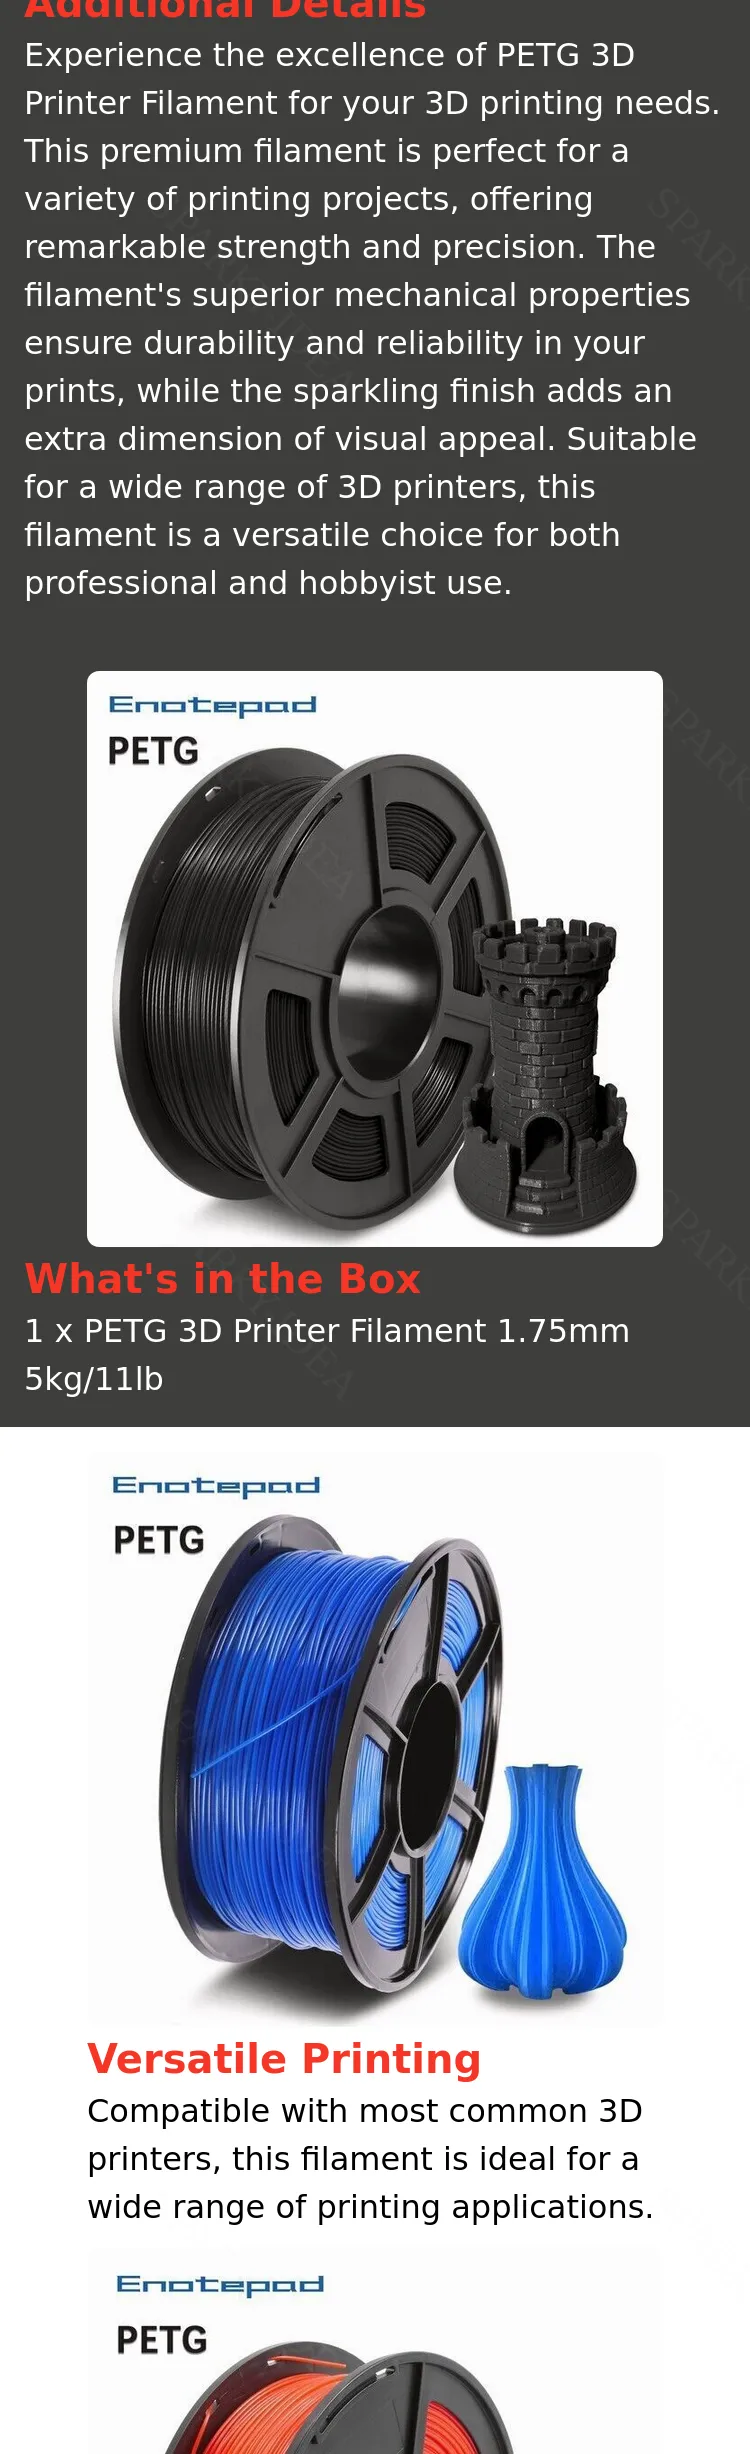 Additional Details
Experience the excellence of PETG 3D
Printer Filament for your 3D printing needs.
This premium filament is perfect for a
variety of printing projects, offering
remarkable strength and precision. The
filament's superior mechanical properties
ensure durability and reliability in your
prints, while the sparkling finish adds an
extra dimension of visual appeal. Suitable
for a wide range of 3D printers, this
filament is a versatile choice for both
professional and hobbyist use.
Enotepad
PETG
What's in the Box
1 x PETG 3D Printer Filament 1.75mm
5kg/11lb
Enotepad
PETG
Versatile Printing
Compatible with most common 3D
printers, this filament is ideal for a
wide range of printing applications.
Enotepad
PETG